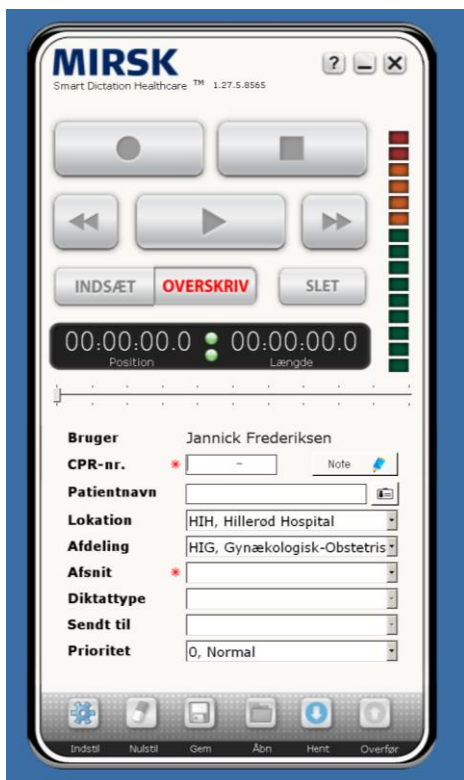 MIRSK
Smart Dictation Healthcare ™ 1.27.5.8565
?
INDSÆT OVERSKRIV SLET
00:00:00.0 00:00:00.0
Position Længde
Bruger Jannick Frederiksen
CPR-nr. * - Note
Patientnavn
Lokation HIH, Hillerød Hospital
Afdeling HIG, Gynækologisk-Obstetris
Afsnit *
Diktattype
Sendt til
Prioritet 0, Normal
Indstil Nulstil Gem Åbn Hent Overfør